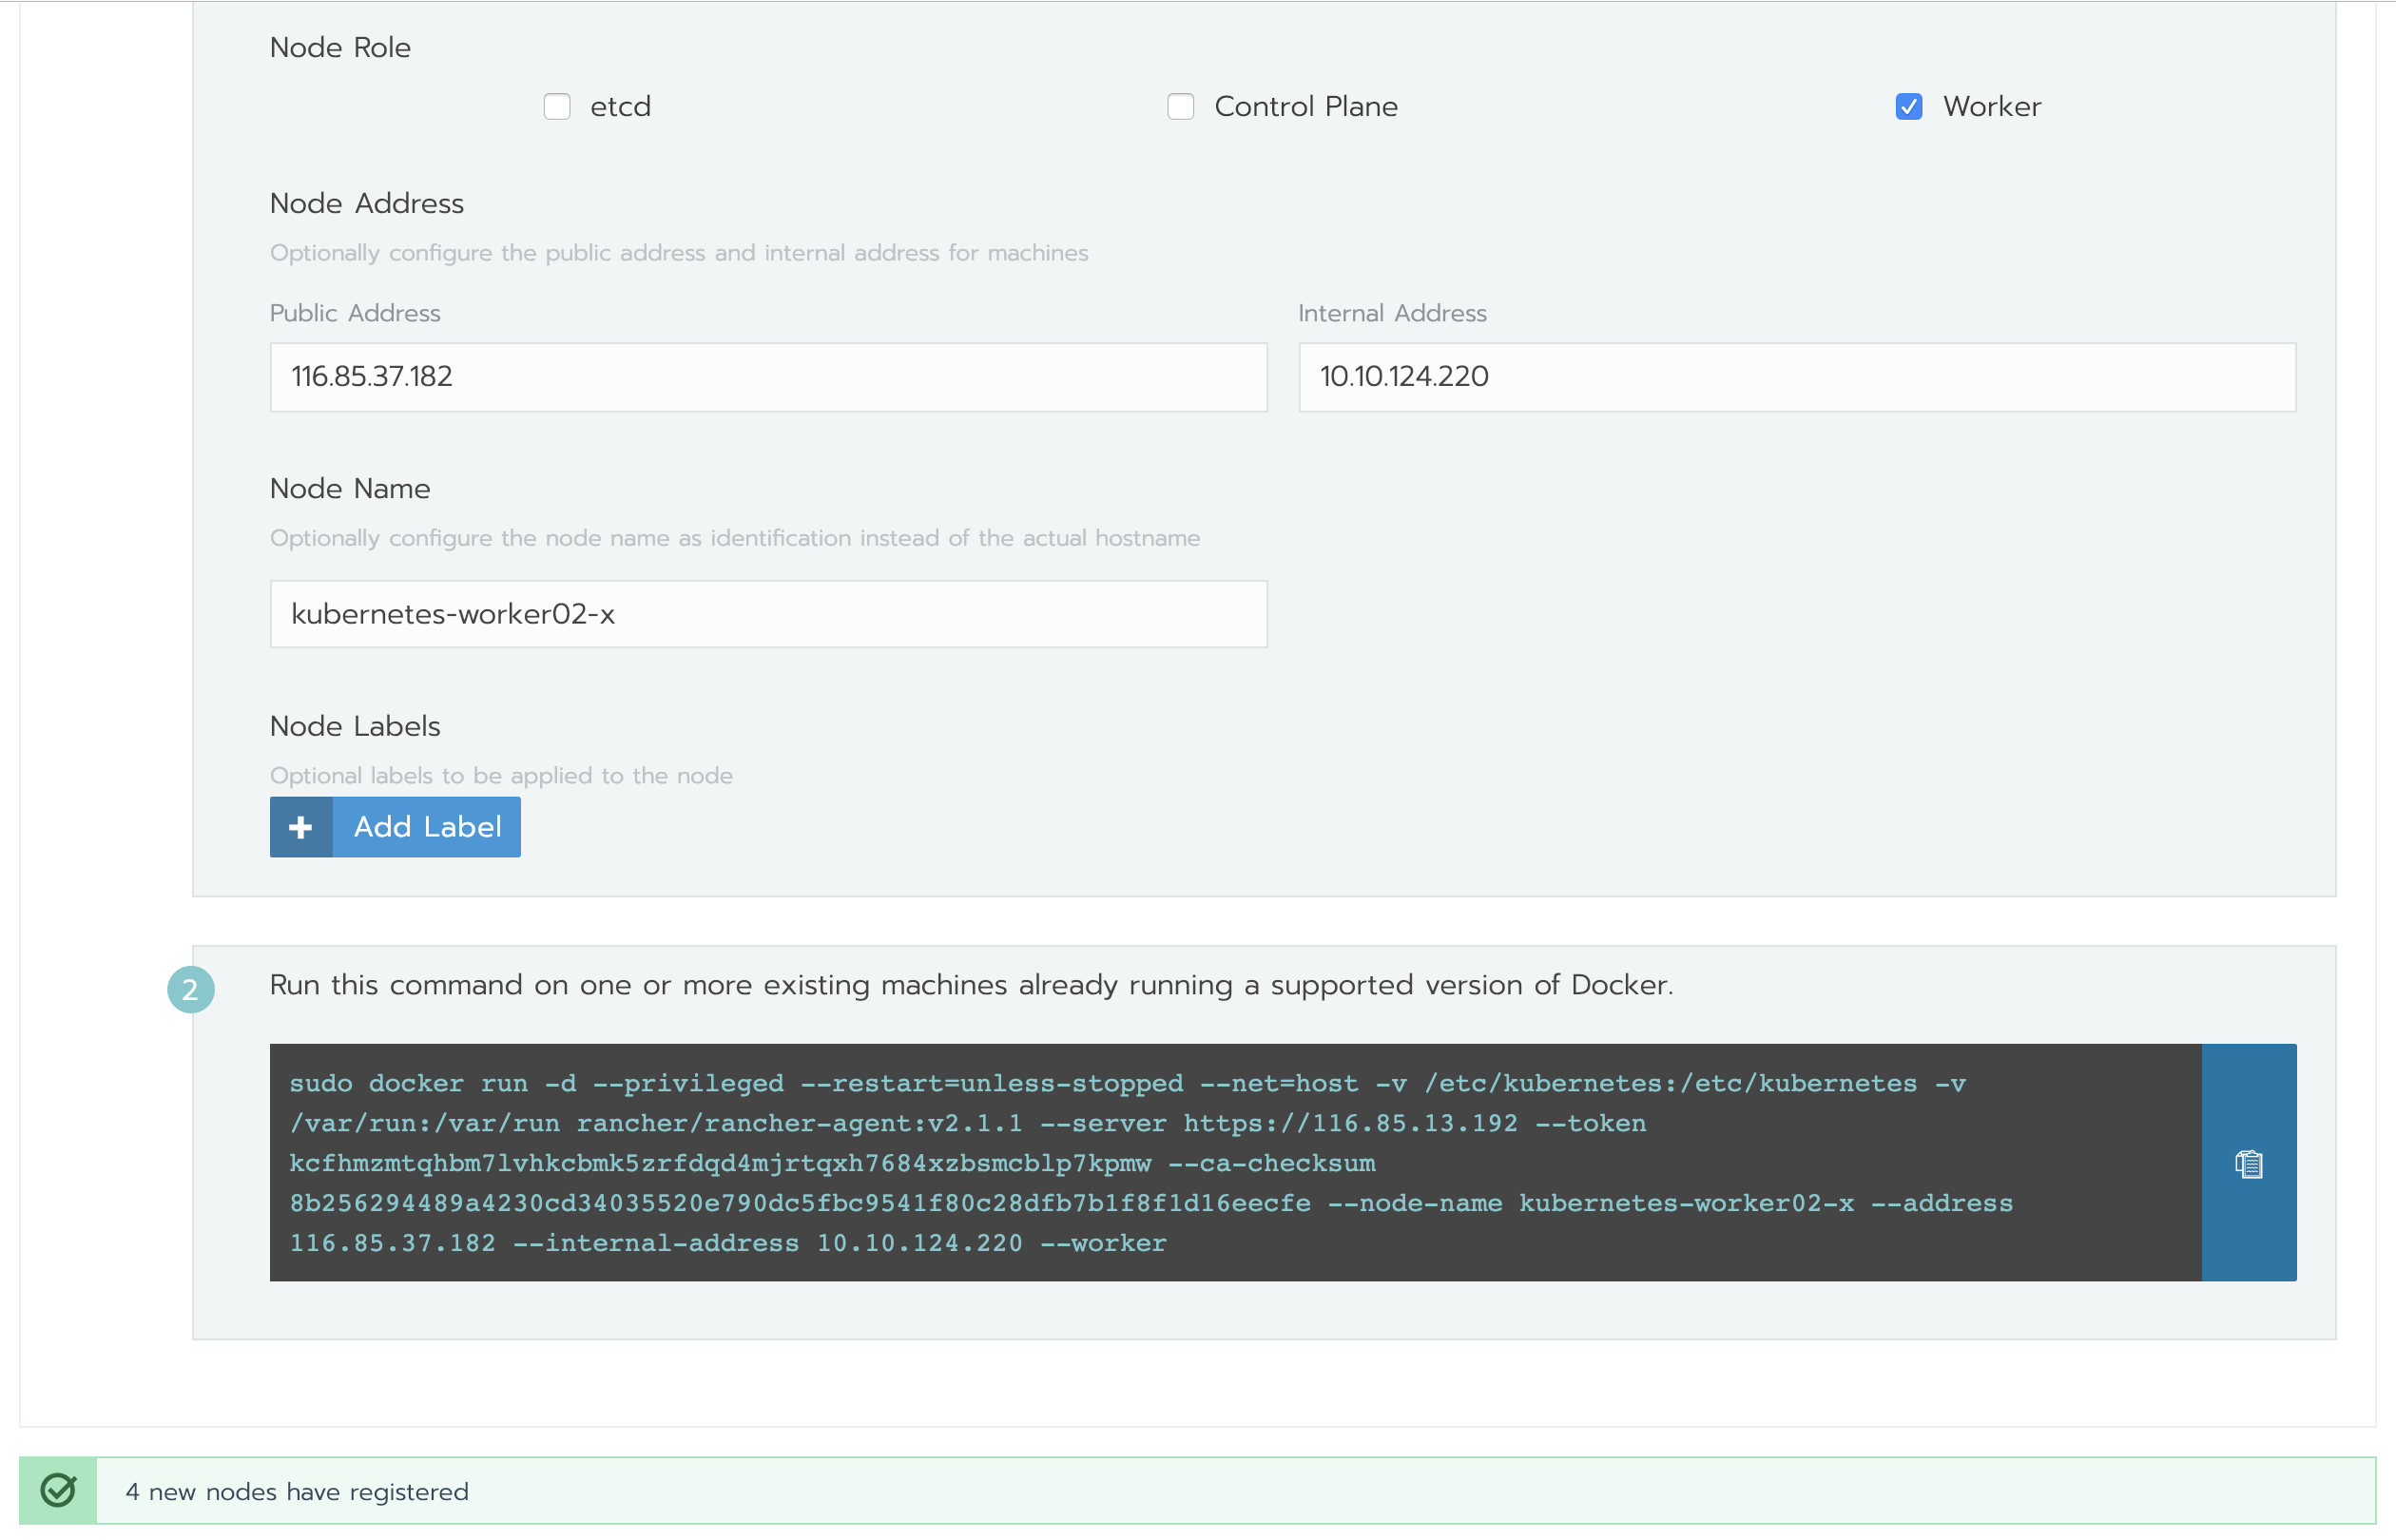 Node Role
etcd
Control Plane
Worker
Node Address
Optionally configure the public address and internal address for machines
Public Address
Internal Address
116.85.37.182
10.10.124.220
Node Name
Optionally configure the node name as identification instead of the actual hostname
kubernetes-worker02-x
Node Labels
Optional labels to be applied to the node
+ Add Label
2
Run this command on one or more existing machines already running a supported version of Docker.
sudo docker run -d --privileged --restart=unless-stopped --net=host -v /etc/kubernetes:/etc/kubernetes -v
/var/run:/var/run rancher/rancher-agent:v2.1.1 --server https://116.85.13.192 --token
kcfhmzmtqhbm7lvhkcbmk5zrfdqd4mjrtqxh7684xzbsmcblp7kpmw --ca-checksum
8b256294489a4230cd34035520e790dc5fbc9541f80c28dfb7b1f8f1d16eecfe --node-name kubernetes-worker02-x --address
116.85.37.182 --internal-address 10.10.124.220 --worker
4 new nodes have registered